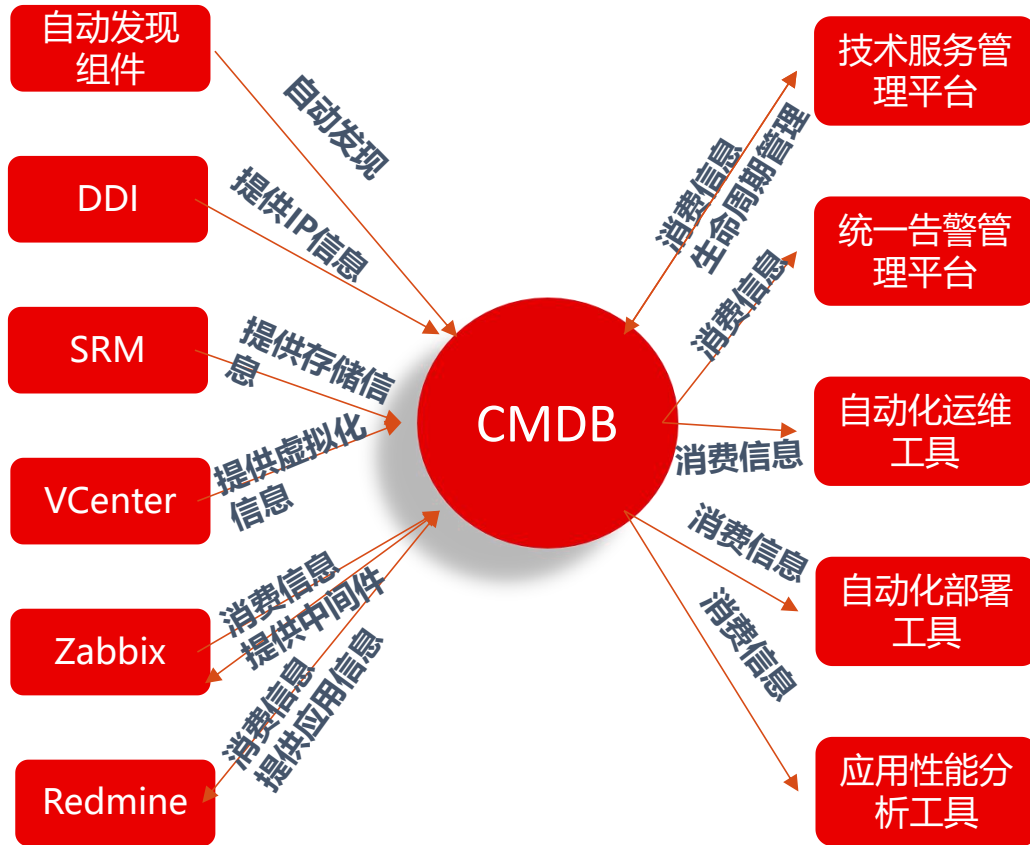 自动发现
组件
DDI
SRM
VCenter
Zabbix
Redmine
自动发现
提供IP信息
提供存储信
息
提供虚拟化
信息
消费信息
提供中间件
消费信息
提供应用信息
CMDB
消费信息
生命周期管理
消费信息
消费信息
消费信息
消费信息
技术服务管
理平台
统一告警管
理平台
自动化运维
工具
自动化部署
工具
应用性能分
析工具